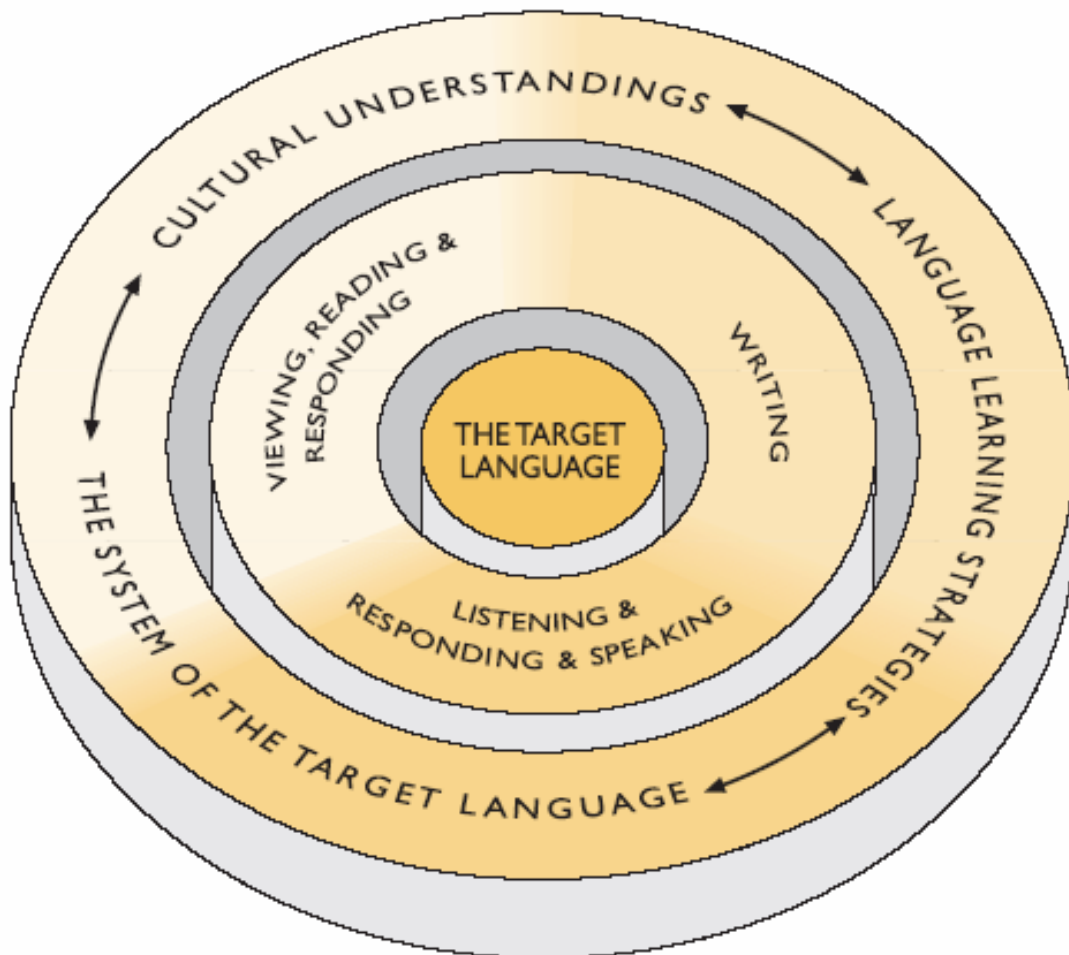 CULTURAL UNDERSTANDINGS
LANGUAGE LEARNING STRATEGIES
THE SYSTEM OF THE TARGET LANGUAGE
VIEWING, READING &
RESPONDING
WRITING
LISTENING &
RESPONDING & SPEAKING
THE TARGET
LANGUAGE